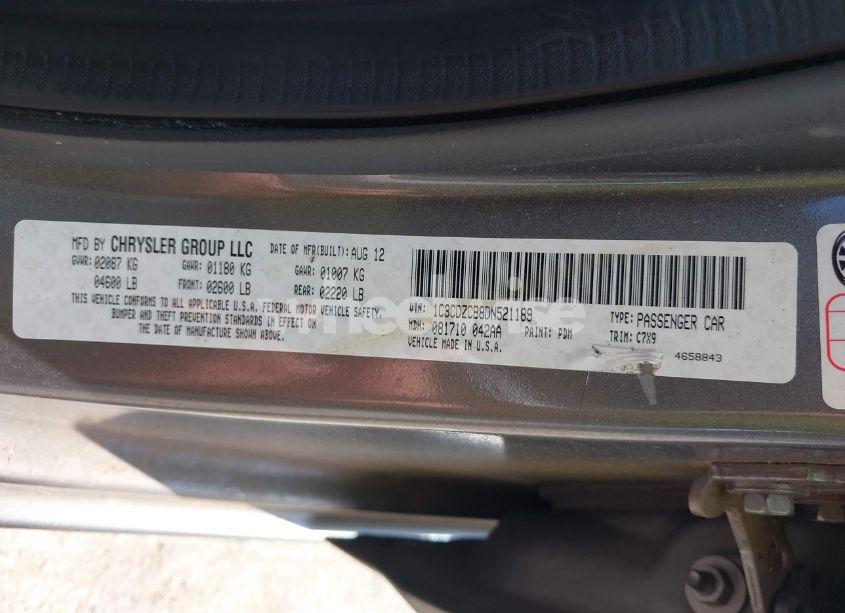 MFD BY CHRYSLER GROUP LLC DATE OF MFR(BUILT): AUG 12
GVWR: 02087 KG GAWR: 01180 KG GAWR: 01007 KG
04600 LB FRONT: 02600 LB REAR: 02220 LB
THIS VEHICLE CONFORMS TO ALL APPLICABLE U.S.A. FEDERAL MOTOR VEHICLE SAFETY,
BUMPER AND THEFT PREVENTION STANDARDS IN EFFECT ON
THE DATE OF MANUFACTURE SHOWN ABOVE.
VIN: 1C3CDZCB8DN521189 TYPE: PASSENGER CAR
MDH: 081710 042AA PAINT: PDM TRIM: C7X9
VEHICLE MADE IN U.S.A. 4658843